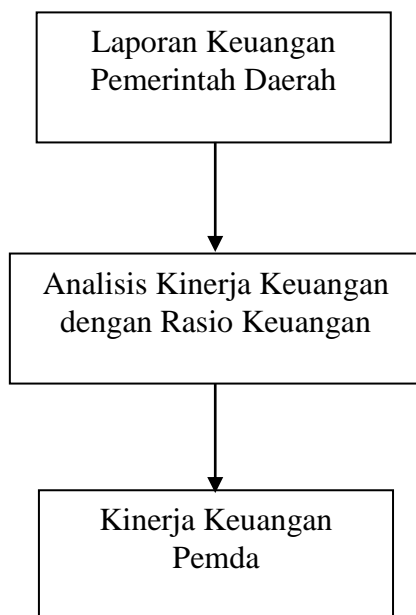 Laporan Keuangan
Pemerintah Daerah
Analisis Kinerja Keuangan
dengan Rasio Keuangan
Kinerja Keuangan
Pemda